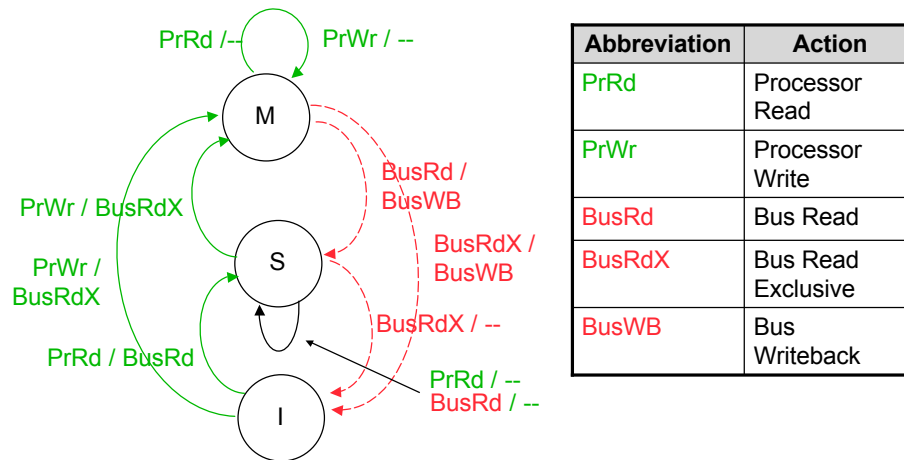 PrRd /--
PrWr / --
M
BusRd /
BusWB
PrWr / BusRdX
S
BusRdX /
BusWB
PrWr /
BusRdX
BusRdX / --
PrRd / BusRd
PrRd / --
BusRd / --
I
Abbreviation Action
PrRd Processor
Read
PrWr Processor
Write
BusRd Bus Read
BusRdX Bus Read
Exclusive
BusWB Bus
Writeback